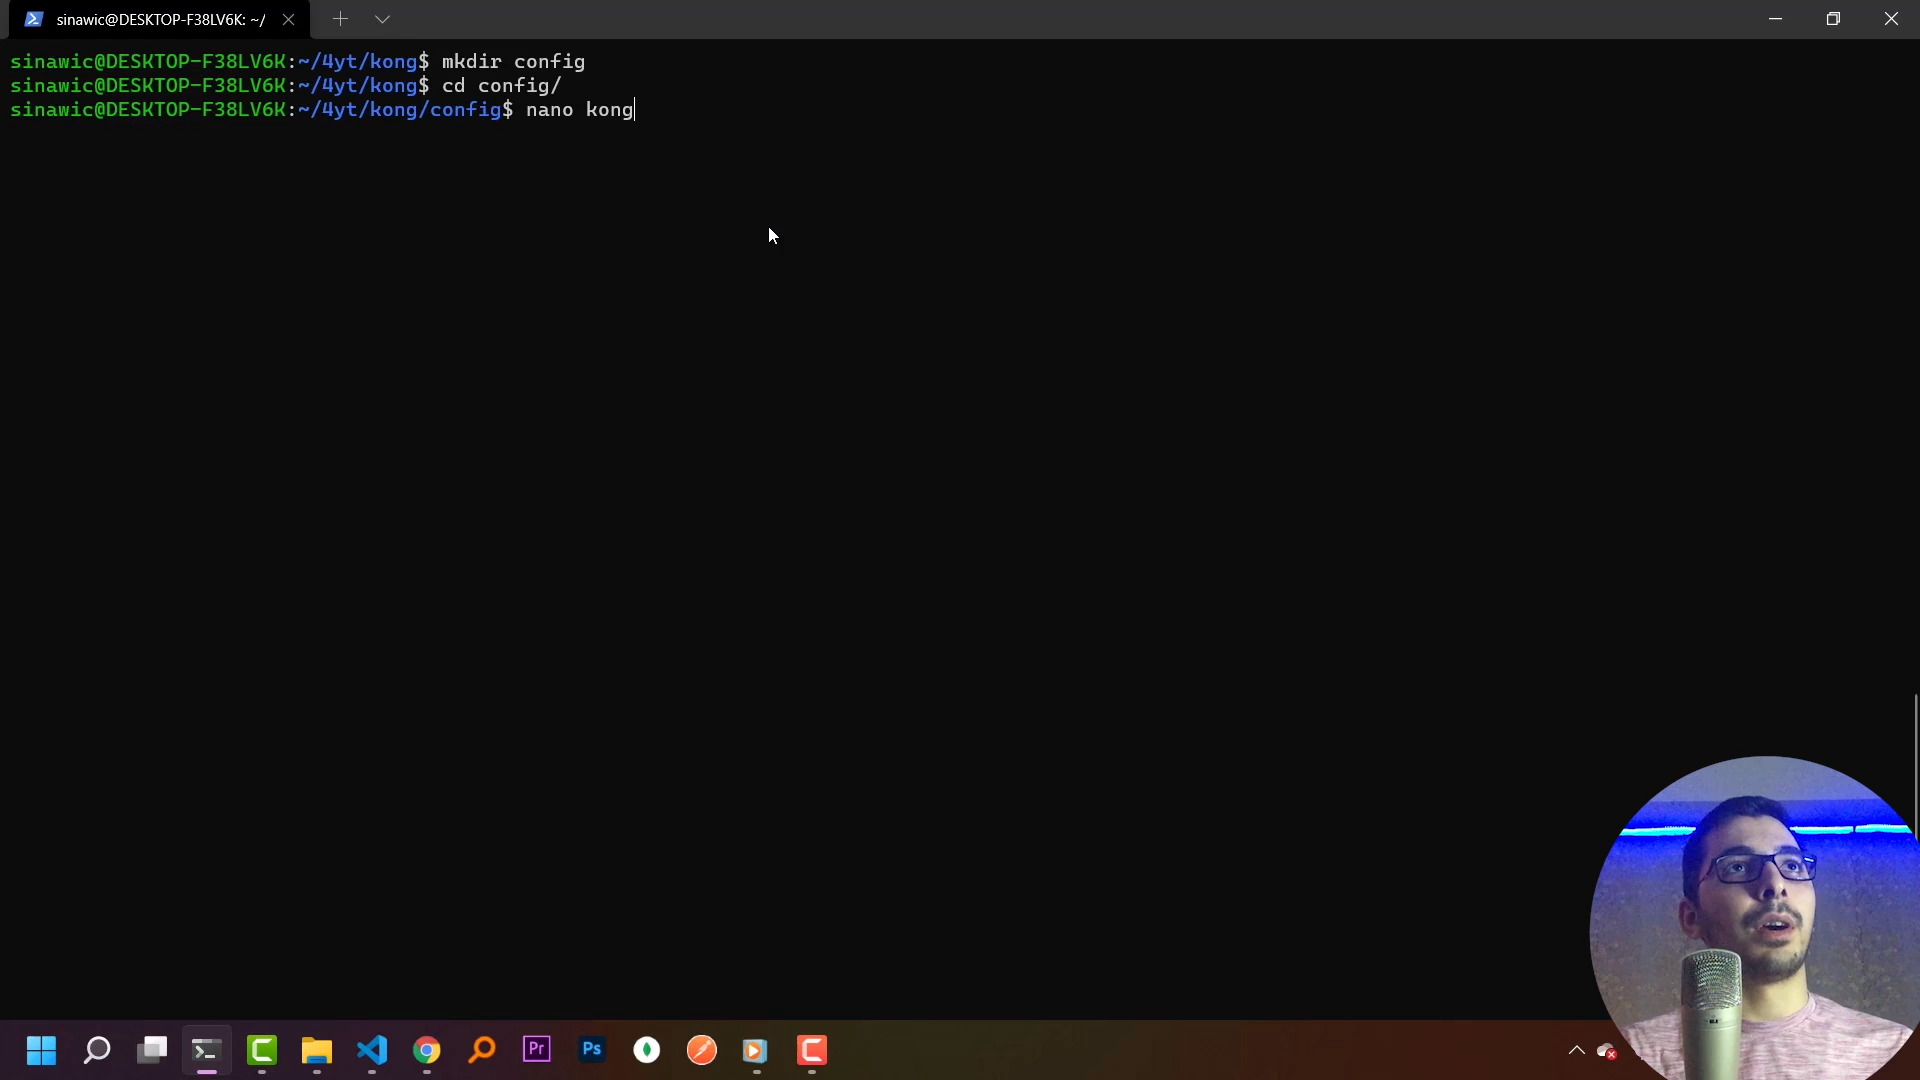 sinawic@DESKTOP-F38LV6K: ~/
sinawic@DESKTOP-F38LV6K:~/4yt/kong$ mkdir config
sinawic@DESKTOP-F38LV6K:~/4yt/kong$ cd config/
sinawic@DESKTOP-F38LV6K:~/4yt/kong/config$ nano kong
Pr
Ps